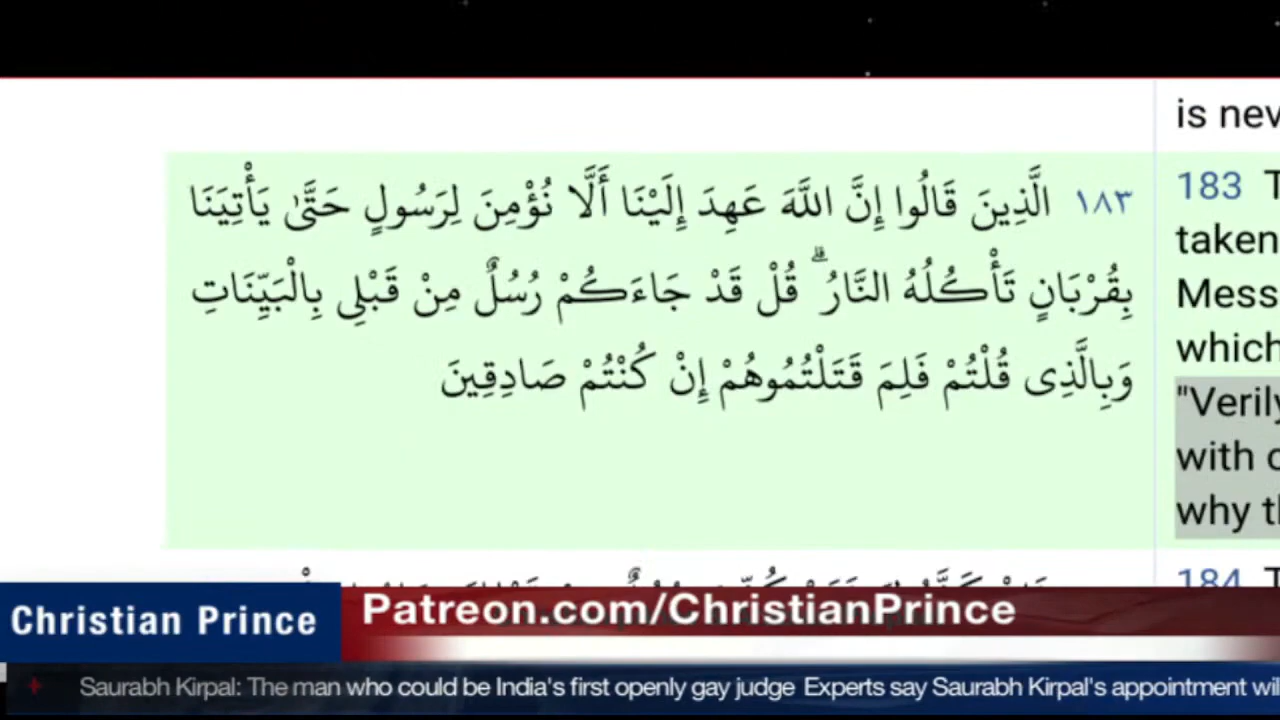 is nev
١٨٣ الَّذِينَ قَالُوا إِنَّ اللَّهَ عَهِدَ إِلَيْنَا أَلَّا نُؤْمِنَ لِرَسُولٍ حَتَّىٰ يَأْتِيَنَا
بِقُرْبَانٍ تَأْكُلُهُ النَّارُ ۗ قُلْ قَدْ جَاءَكُمْ رُسُلٌ مِنْ قَبْلِي بِالْبَيِّنَاتِ
وَبِالَّذِى قُلْتُمْ فَلِمَ قَتَلْتُمُوهُمْ إِنْ كُنْتُمْ صَادِقِينَ
183 T
taken
Mess
which
"Verily
with c
why th
184 T
Christian Prince
Patreon.com/ChristianPrince
Saurabh Kirpal: The man who could be India's first openly gay judge Experts say Saurabh Kirpal's appointment wil